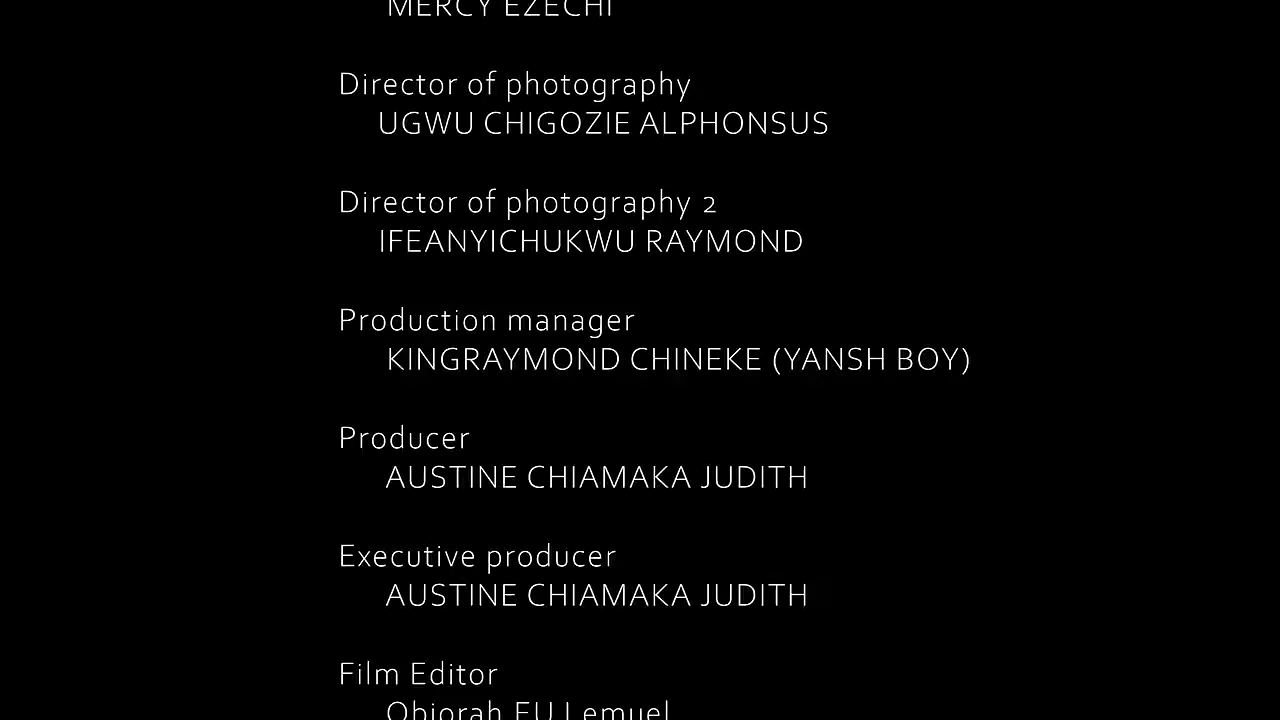 MERCY EZECHI
Director of photography
UGWU CHIGOZIE ALPHONSUS
Director of photography 2
IFEANYICHUKWU RAYMOND
Production manager
KINGRAYMOND CHINEKE (YANSH BOY)
Producer
AUSTINE CHIAMAKA JUDITH
Executive producer
AUSTINE CHIAMAKA JUDITH
Film Editor
Obiorah EU Lemuel